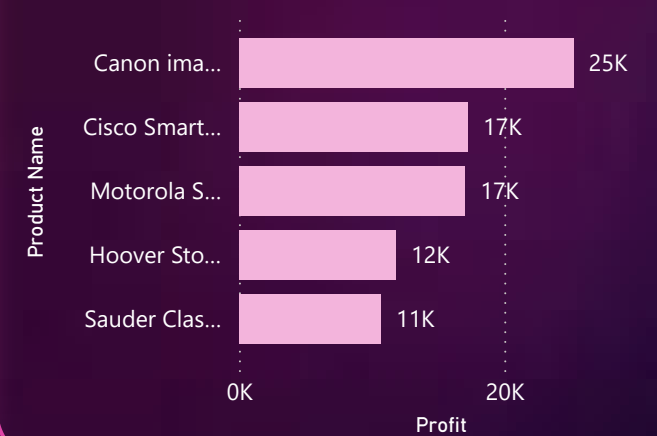 Product Name
Canon ima... 25K
Cisco Smart... 17K
Motorola S... 17K
Hoover Sto... 12K
Sauder Clas... 11K
0K 20K
Profit